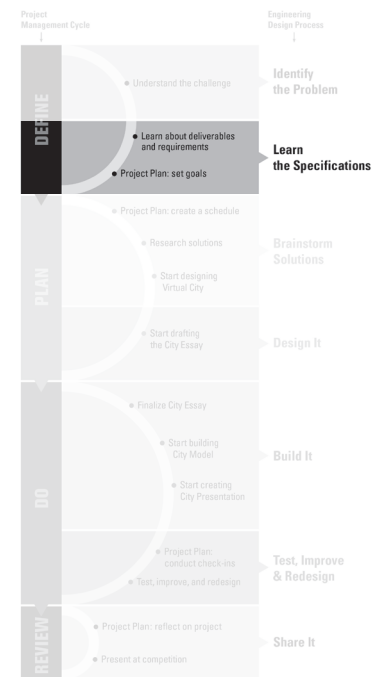 Project
Management Cycle
Engineering
Design Process
DEFINE
• Understand the challenge
Identify
the Problem
• Learn about deliverables
and requirements
• Project Plan: set goals
Learn
the Specifications
PLAN
• Project Plan: create a schedule
• Research solutions
• Start designing
Virtual City
Brainstorm
Solutions
• Start drafting
the City Essay
Design It
DO
• Finalize City Essay
• Start building
City Model
• Start creating
City Presentation
Build It
• Project Plan:
conduct check-ins
• Test, improve, and redesign
Test, Improve
& Redesign
REVIEW
• Project Plan: reflect on project
• Present at competition
Share It